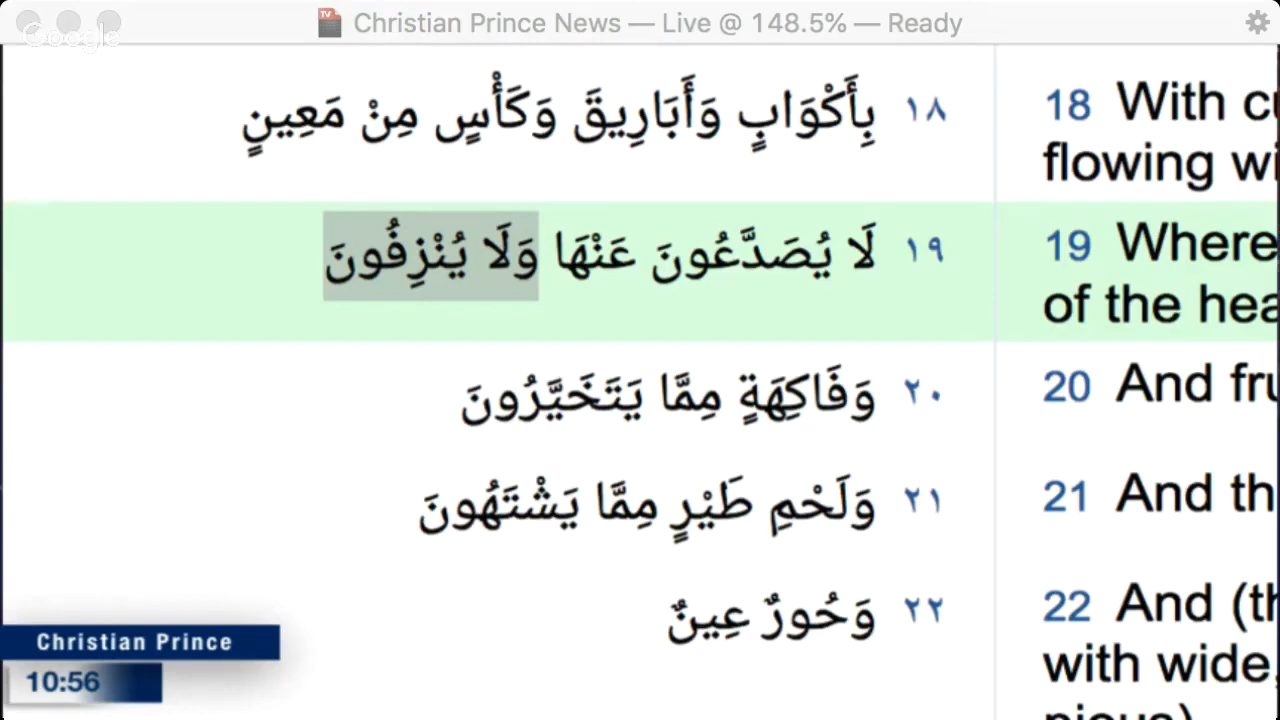 Christian Prince News — Live @ 148.5% — Ready
Google
١٨ بِأَكْوَابٍ وَأَبَارِيقَ وَكَأْسٍ مِنْ مَعِينٍ
18 With
flowing
١٩ لَا يُصَدَّعُونَ عَنْهَا وَلَا يُنْزِفُونَ
19 Where
of the
٢٠ وَفَاكِهَةٍ مِمَّا يَتَخَيَّرُونَ
20 And
٢١ وَلَحْمِ طَيْرٍ مِمَّا يَشْتَهُونَ
21 And
٢٢ وَحُورٌ عِينٌ
22 And
with wide,
Christian Prince
10:56